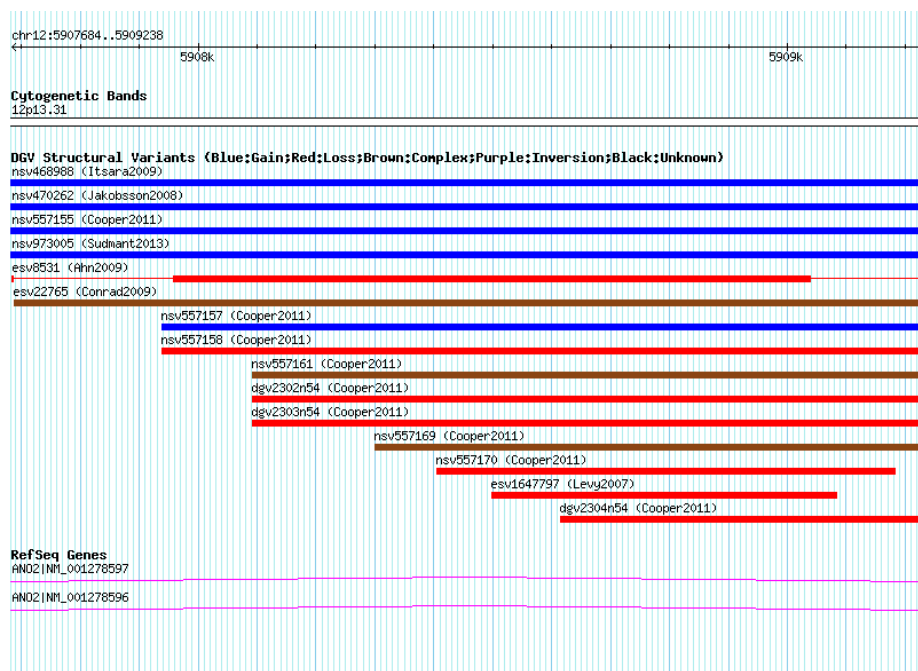 chr12:5907684..5909238
5908k 5909k
Cytogenetic Bands
12p13.31
DGV Structural Variants (Blue:Gain;Red:Loss;Brown:Complex;Purple:Inversion;Black:Unknown)
nsv468988 (Itsara2009)
nsv470262 (Jakobsson2008)
nsv557155 (Cooper2011)
nsv973005 (Sudmant2013)
esv8531 (Ahn2009)
esv22765 (Conrad2009)
nsv557157 (Cooper2011)
nsv557158 (Cooper2011)
nsv557161 (Cooper2011)
dgv2302n54 (Cooper2011)
dgv2303n54 (Cooper2011)
nsv557169 (Cooper2011)
nsv557170 (Cooper2011)
esv1647797 (Levy2007)
dgv2304n54 (Cooper2011)
RefSeq Genes
ANO2|NM_001278597
ANO2|NM_001278596